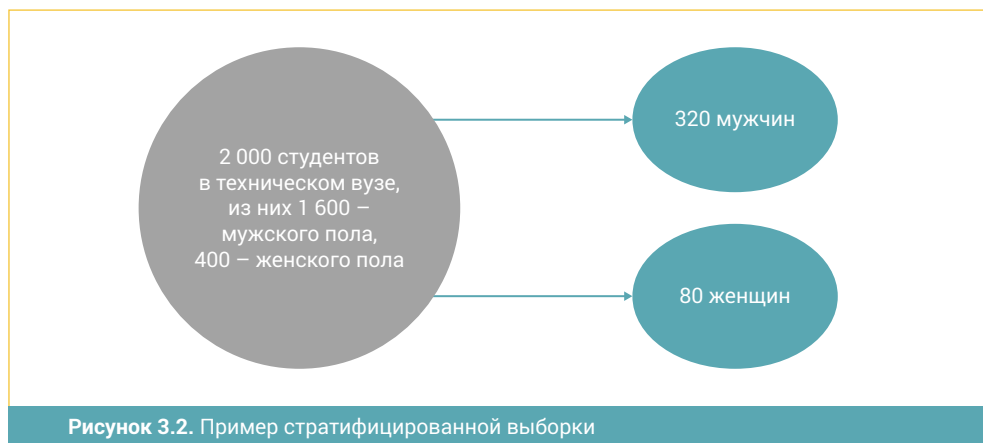 2 000 студентов
в техническом вузе,
из них 1 600 –
мужского пола,
400 – женского пола
320 мужчин
80 женщин
Рисунок 3.2. Пример стратифицированной выборки